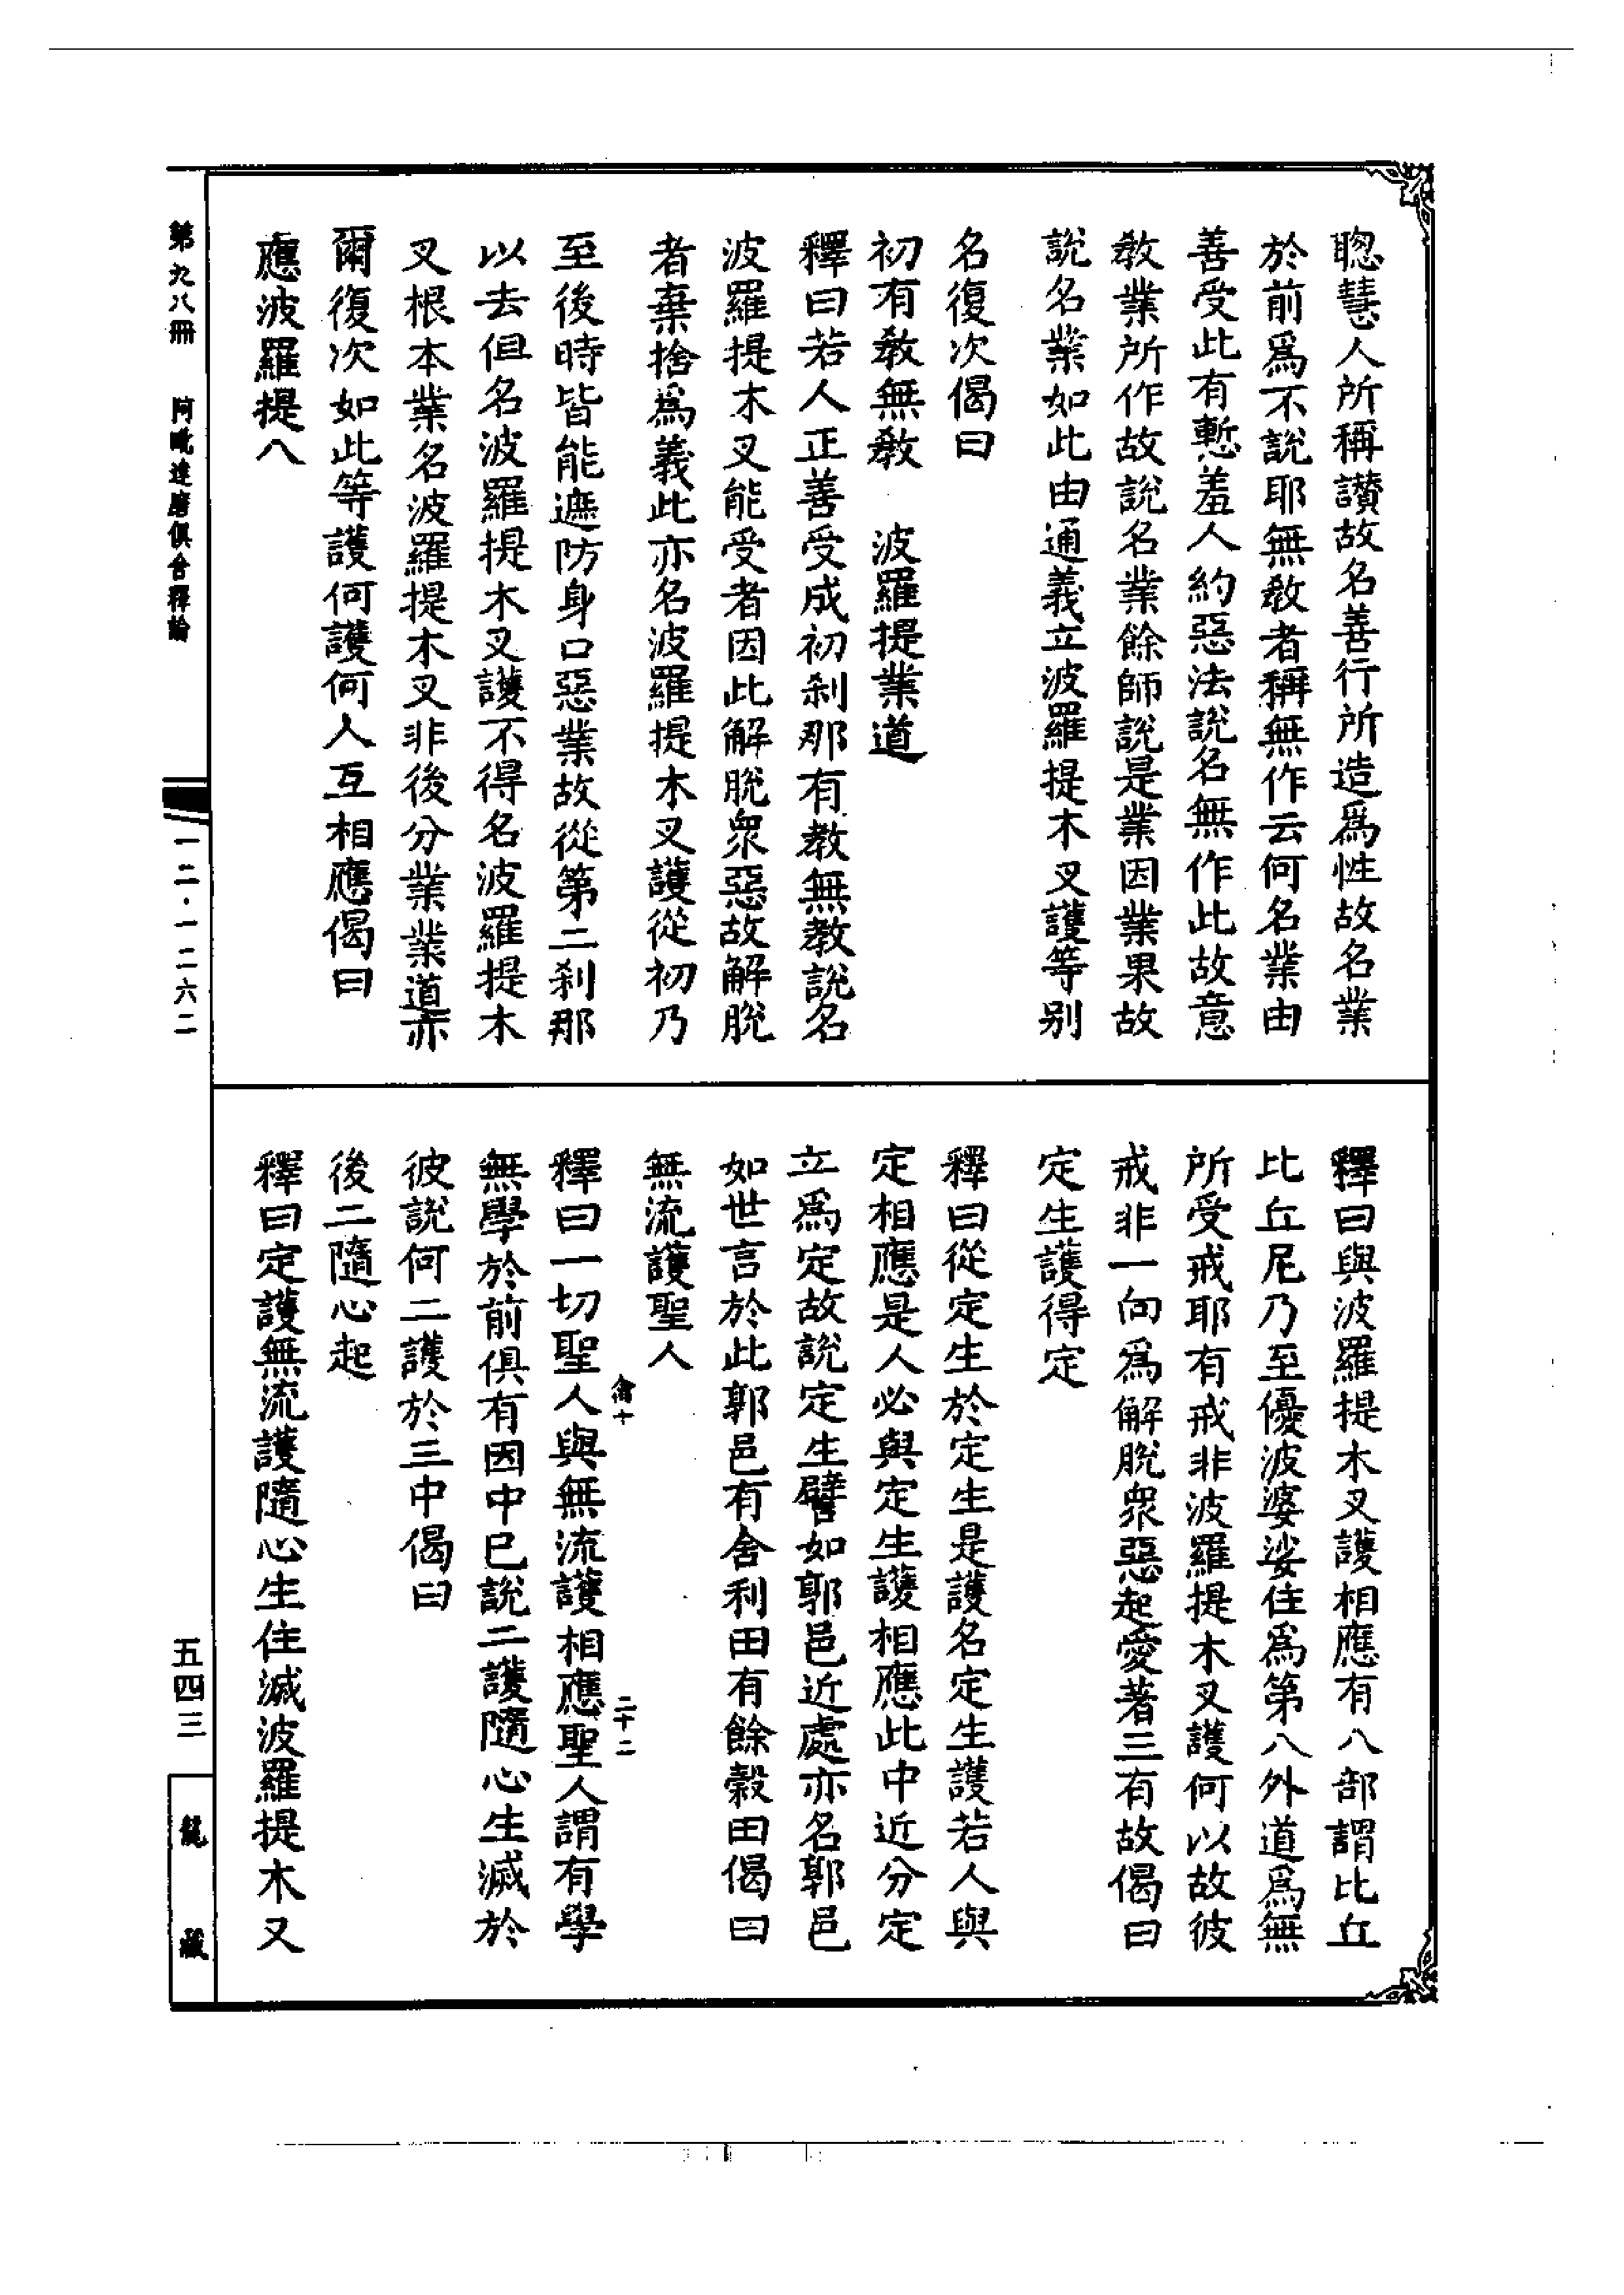 聰慧人所稱讃故名善行所造爲性故名業
於前爲不說耶無敎者稱無作云何名業由
善受此有慙羞人約惡法說名無作此故意
敎業所作故說名業餘師說是業因業果故
說名業如此由通義立波羅提木叉護等別
名復次偈曰
初有敎無敎　波羅提業道
釋曰若人正善受成初刹那有教無教說名
波羅提木叉能受者因此解脫衆惡故解脫
者棄捨爲義此亦名波羅提木叉護從初乃
至後時皆能遮防身口惡業故從第二刹那
以去但名波羅提木叉護不得名波羅提木
叉根本業名波羅提木叉非後分業業道亦
爾復次如此等護何護何人互相應偈曰
應波羅提八
釋曰與波羅提木叉護相應有八部謂比丘
比丘尼乃至優波婆娑住爲第八外道爲無
所受戒耶有戒非波羅提木叉護何以故彼
戒非一向爲解脫衆惡起愛著三有故偈曰
定生護得定
釋曰從定生於定生是護名定生護若人與
定相應是人必與定生護相應此中近分定
立爲定故說定生譬如郭邑近處亦名郭邑
如世言於此郭邑有舍利田有餘穀田偈曰
無流護聖人
釋曰一切聖人與無流護相應聖人謂有學
無學於前俱有因中已說二護隨心生滅於
彼說何二護於三中偈曰
後二隨心起
釋曰定護無流護隨心生住滅波羅提木叉
十
二十二
第九八冊　阿毗達磨俱舍釋論
一二·一二六二
五四三
龍藏